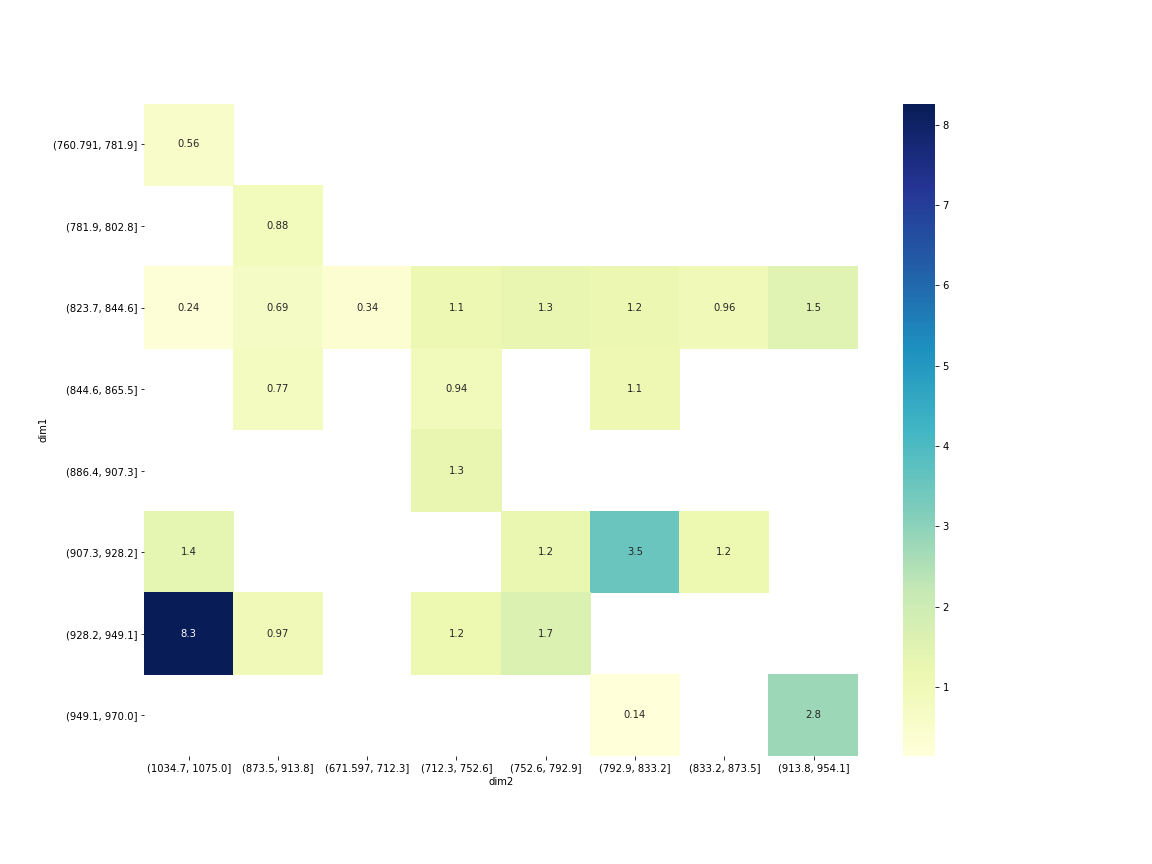 8
(760.791, 781.9] 0.56
7
(781.9, 802.8] 0.88
6
(823.7, 844.6] 0.24 0.69 0.34 1.1 1.3 1.2 0.96 1.5
5
(844.6, 865.5] 0.77 0.94 1.1
dim1
4
(886.4, 907.3] 1.3
3
(907.3, 928.2] 1.4 1.2 3.5 1.2
2
(928.2, 949.1] 8.3 0.97 1.2 1.7
1
(949.1, 970.0] 0.14 2.8
(1034.7, 1075.0] (873.5, 913.8] (671.597, 712.3] (712.3, 752.6] (752.6, 792.9] (792.9, 833.2] (833.2, 873.5] (913.8, 954.1]
dim2